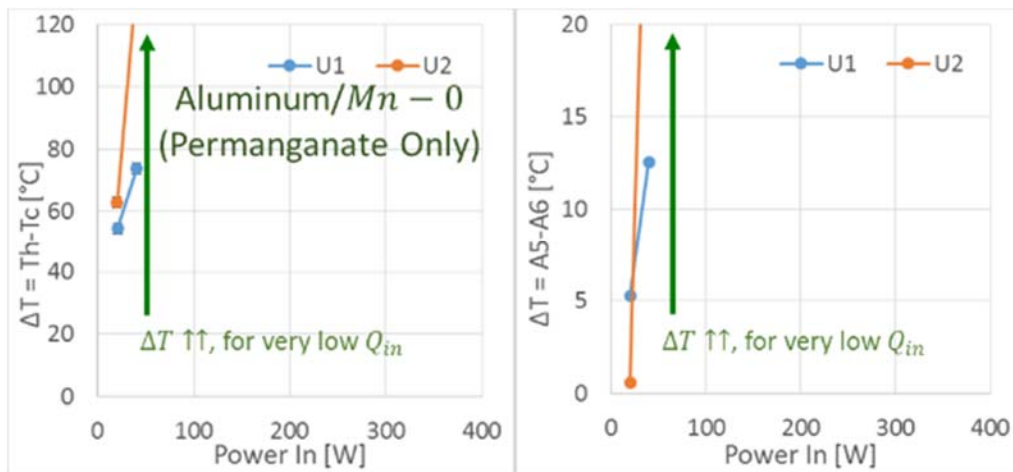 120
100
80
60
40
20
0
ΔT = Th-Tc [°C]
U1
U2
Aluminum/Mn − 0
(Permanganate Only)
ΔT ↑↑, for very low Qin
0
100
200
300
400
Power In [W]
20
15
10
5
0
ΔT = A5-A6 [°C]
U1
U2
ΔT ↑↑, for very low Qin
0
100
200
300
400
Power In [W]